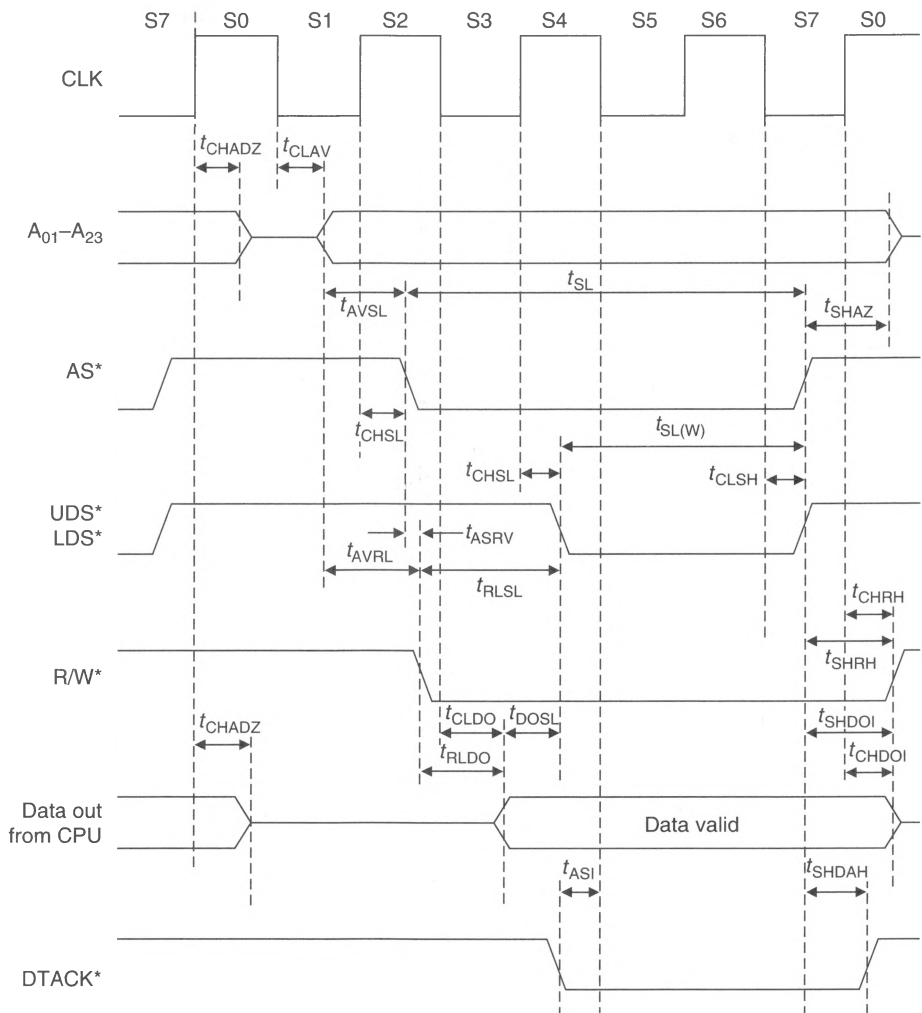 S7 S0 S1 S2 S3 S4 S5 S6 S7 S0
CLK
tCHADZ tCLAV
A01–A23
tSL
tAVSL tSHAZ
AS*
tCHSL tSL(W)
tCHSL tCLSH
UDS*
LDS* tASRV
tAVRL tRLSL
tCHRH
R/W* tSHRH
tCHADZ tCLDO tDOSL tSHDOI
tRLDO tCHDOI
Data out
from CPU Data valid
tASI tSHDAH
DTACK*